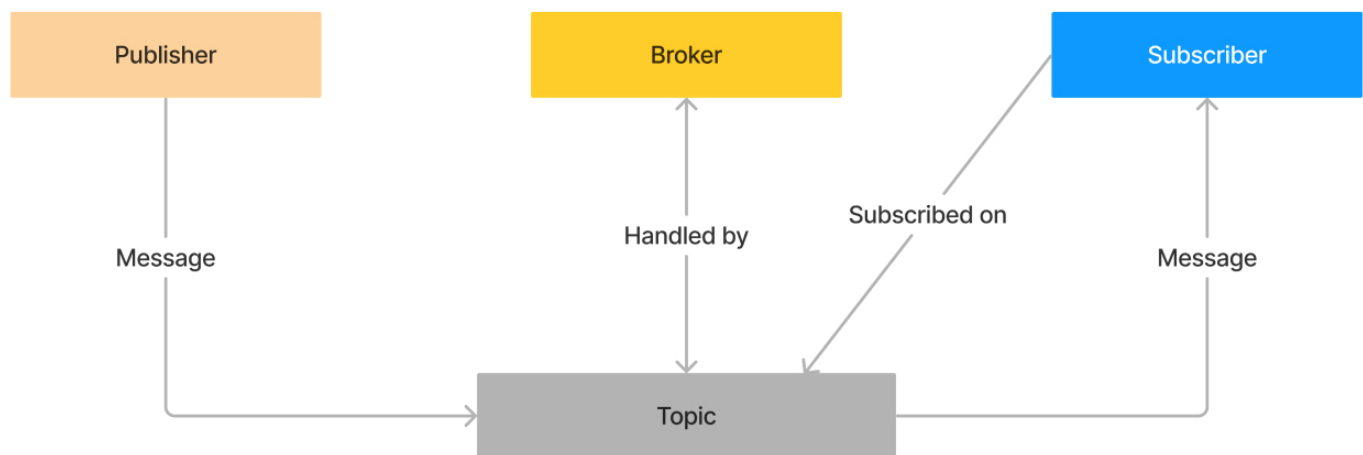 Publisher
Broker
Subscriber
Subscribed on
Handled by
Message
Message
Topic